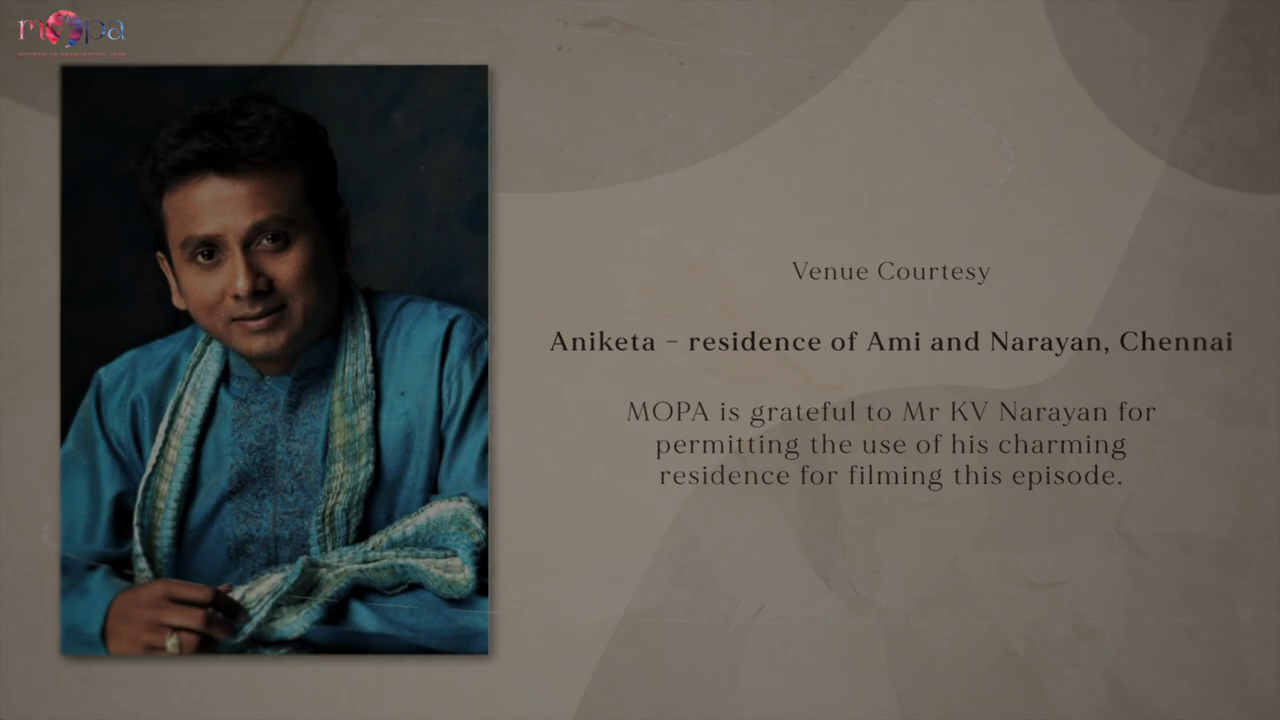 mopa
Venue Courtesy
Aniketa – residence of Ami and Narayan, Chennai
MOPA is grateful to Mr KV Narayan for
permitting the use of his charming
residence for filming this episode.